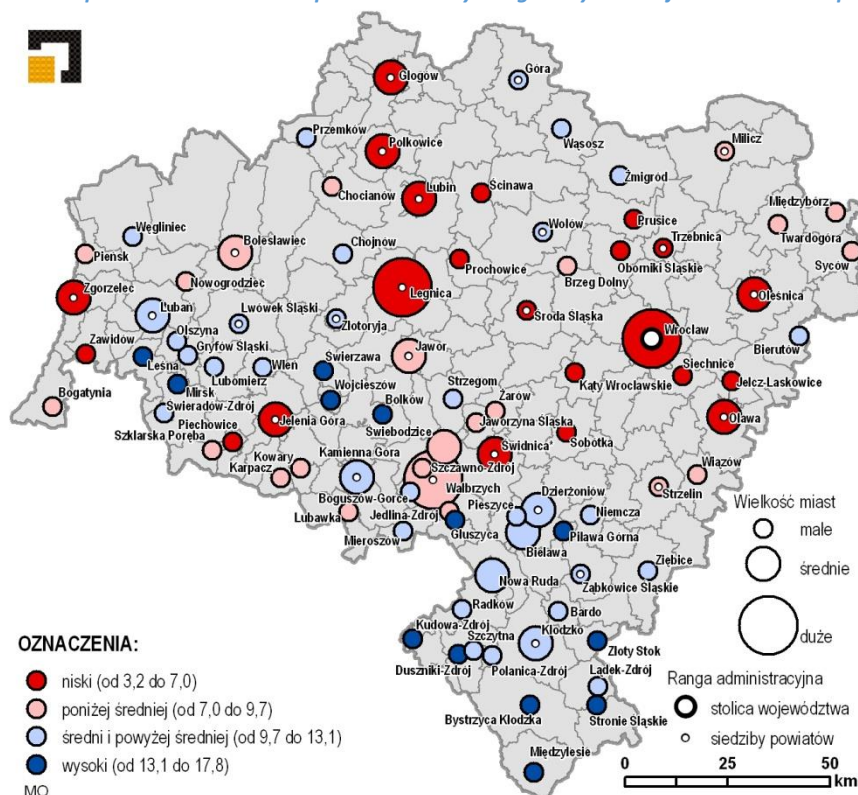 Głogów
Góra
Przemków
Wąsosz
Polkowice
Milicz
Żmigród
Chocianów
Lubin
Ścinawa
Międzybórz
Prusice
Węgliniec
Wołów
Twardogóra
Bolesławiec
Chojnów
Trzebnica
Pieńsk
Oborniki Śląskie
Syców
Prochowice
Brzeg Dolny
Nowogrodziec
Zgorzelec
Legnica
Oleśnica
Lubań
Lwówek Śląski
Złotoryja
Środa Śląska
Olszyna
Wrocław
Zawidów
Gryfów Śląski
Jawor
Bierutów
Leśna
Wleń
Świerzawa
Siechnice
Lubomierz
Mirsk
Wojcieszów
Strzegom
Kąty Wrocławskie
Jelcz-Laskowice
Bogatynia
Żarów
Świeradów-Zdrój
Bolków
Piechowice
Jelenia Góra
Jaworzyna Śląska
Oława
Świebodzice
Szklarska Poręba
Świdnica
Sobótka
Kowary
Kamienna Góra
Karpacz
Szczawno-Zdrój
Wiązów
Wałbrzych
Strzelin
Boguszów-Gorce
Dzierżoniów
Wielkość miast
Lubawka
Jedlina-Zdrój
Pieszyce
Niemcza
małe
Mieroszów
Głuszyca
Piława Górna
Bielawa
Ziębice
średnie
Nowa Ruda
Ząbkowice Śląskie
Radków
Bardo
duże
Kudowa-Zdrój
Szczytna
Kłodzko
Złoty Stok
OZNACZENIA:
Duszniki-Zdrój
Polanica-Zdrój
Lądek-Zdrój
Ranga administracyjna
niski (od 3,2 do 7,0)
stolica województwa
poniżej średniej (od 7,0 do 9,7)
Bystrzyca Kłodzka
Stronie Śląskie
siedziby powiatów
średni i powyżej średniej (od 9,7 do 13,1)
Międzylesie
wysoki (od 13,1 do 17,8)
0 25 50
km
MO